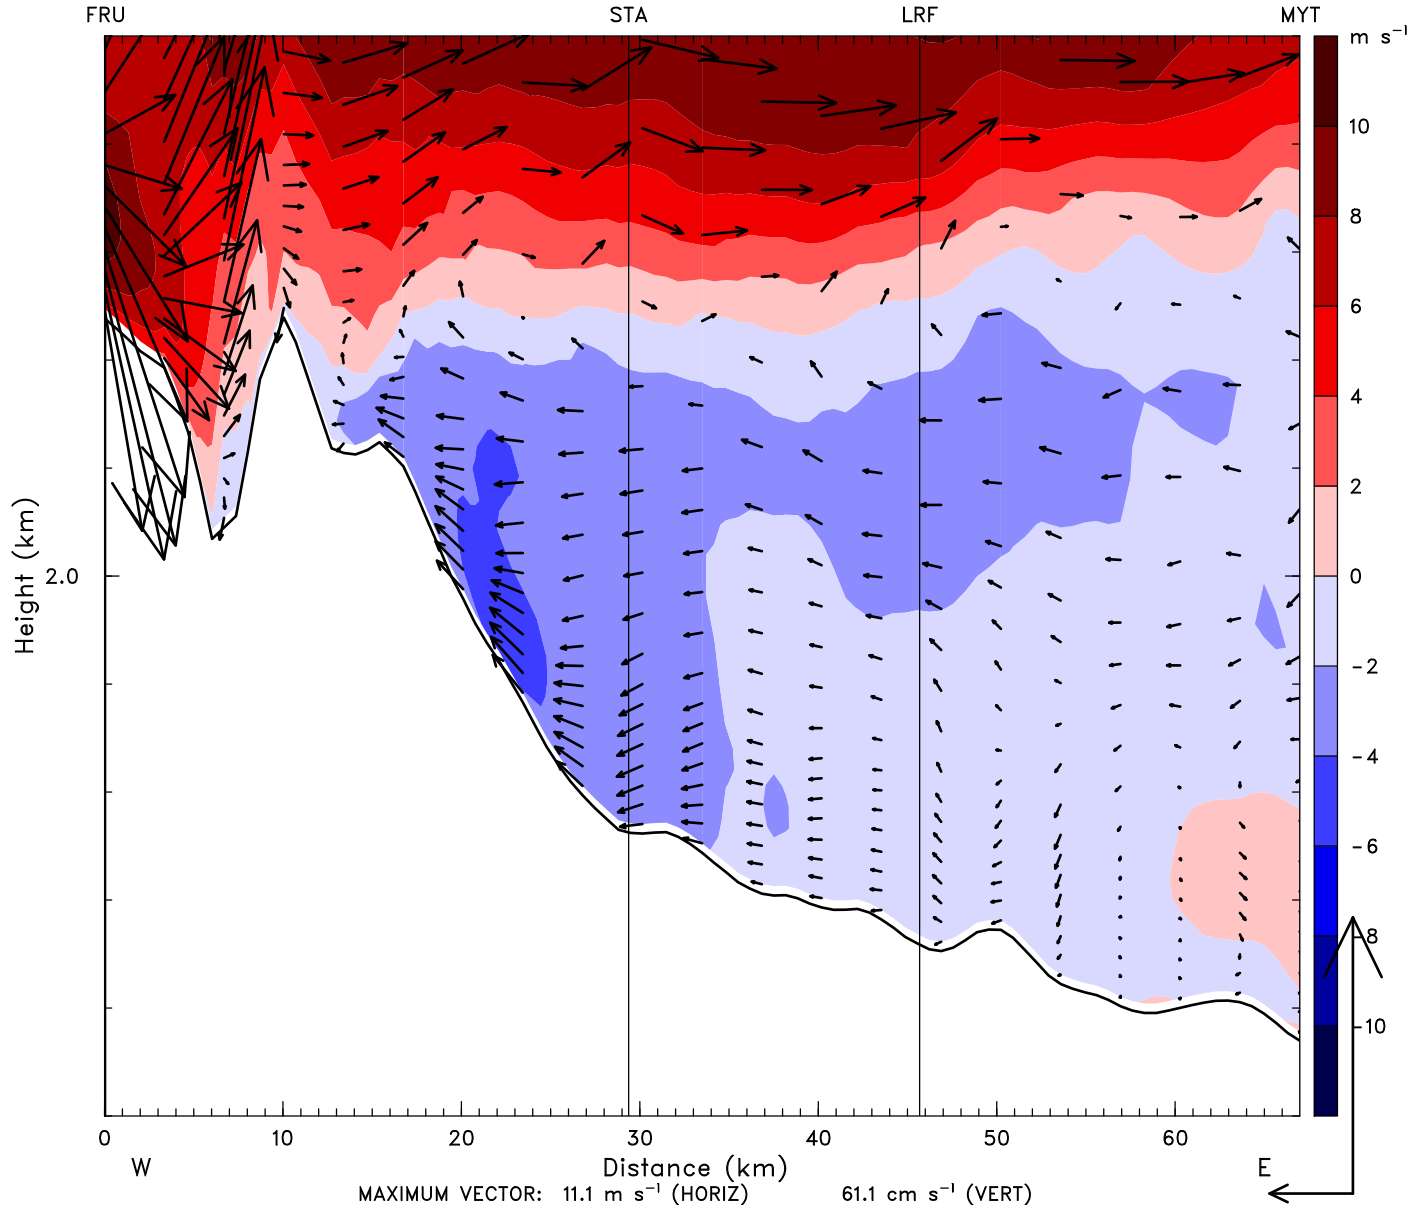 FRU STA LRF MYT
m s⁻¹
10
8
6
4
2
0
-2
-4
-6
-8
-10
Height (km)
2.0
0 10 20 30 40 50 60
W Distance (km) E
MAXIMUM VECTOR: 11.1 m s⁻¹ (HORIZ) 61.1 cm s⁻¹ (VERT)